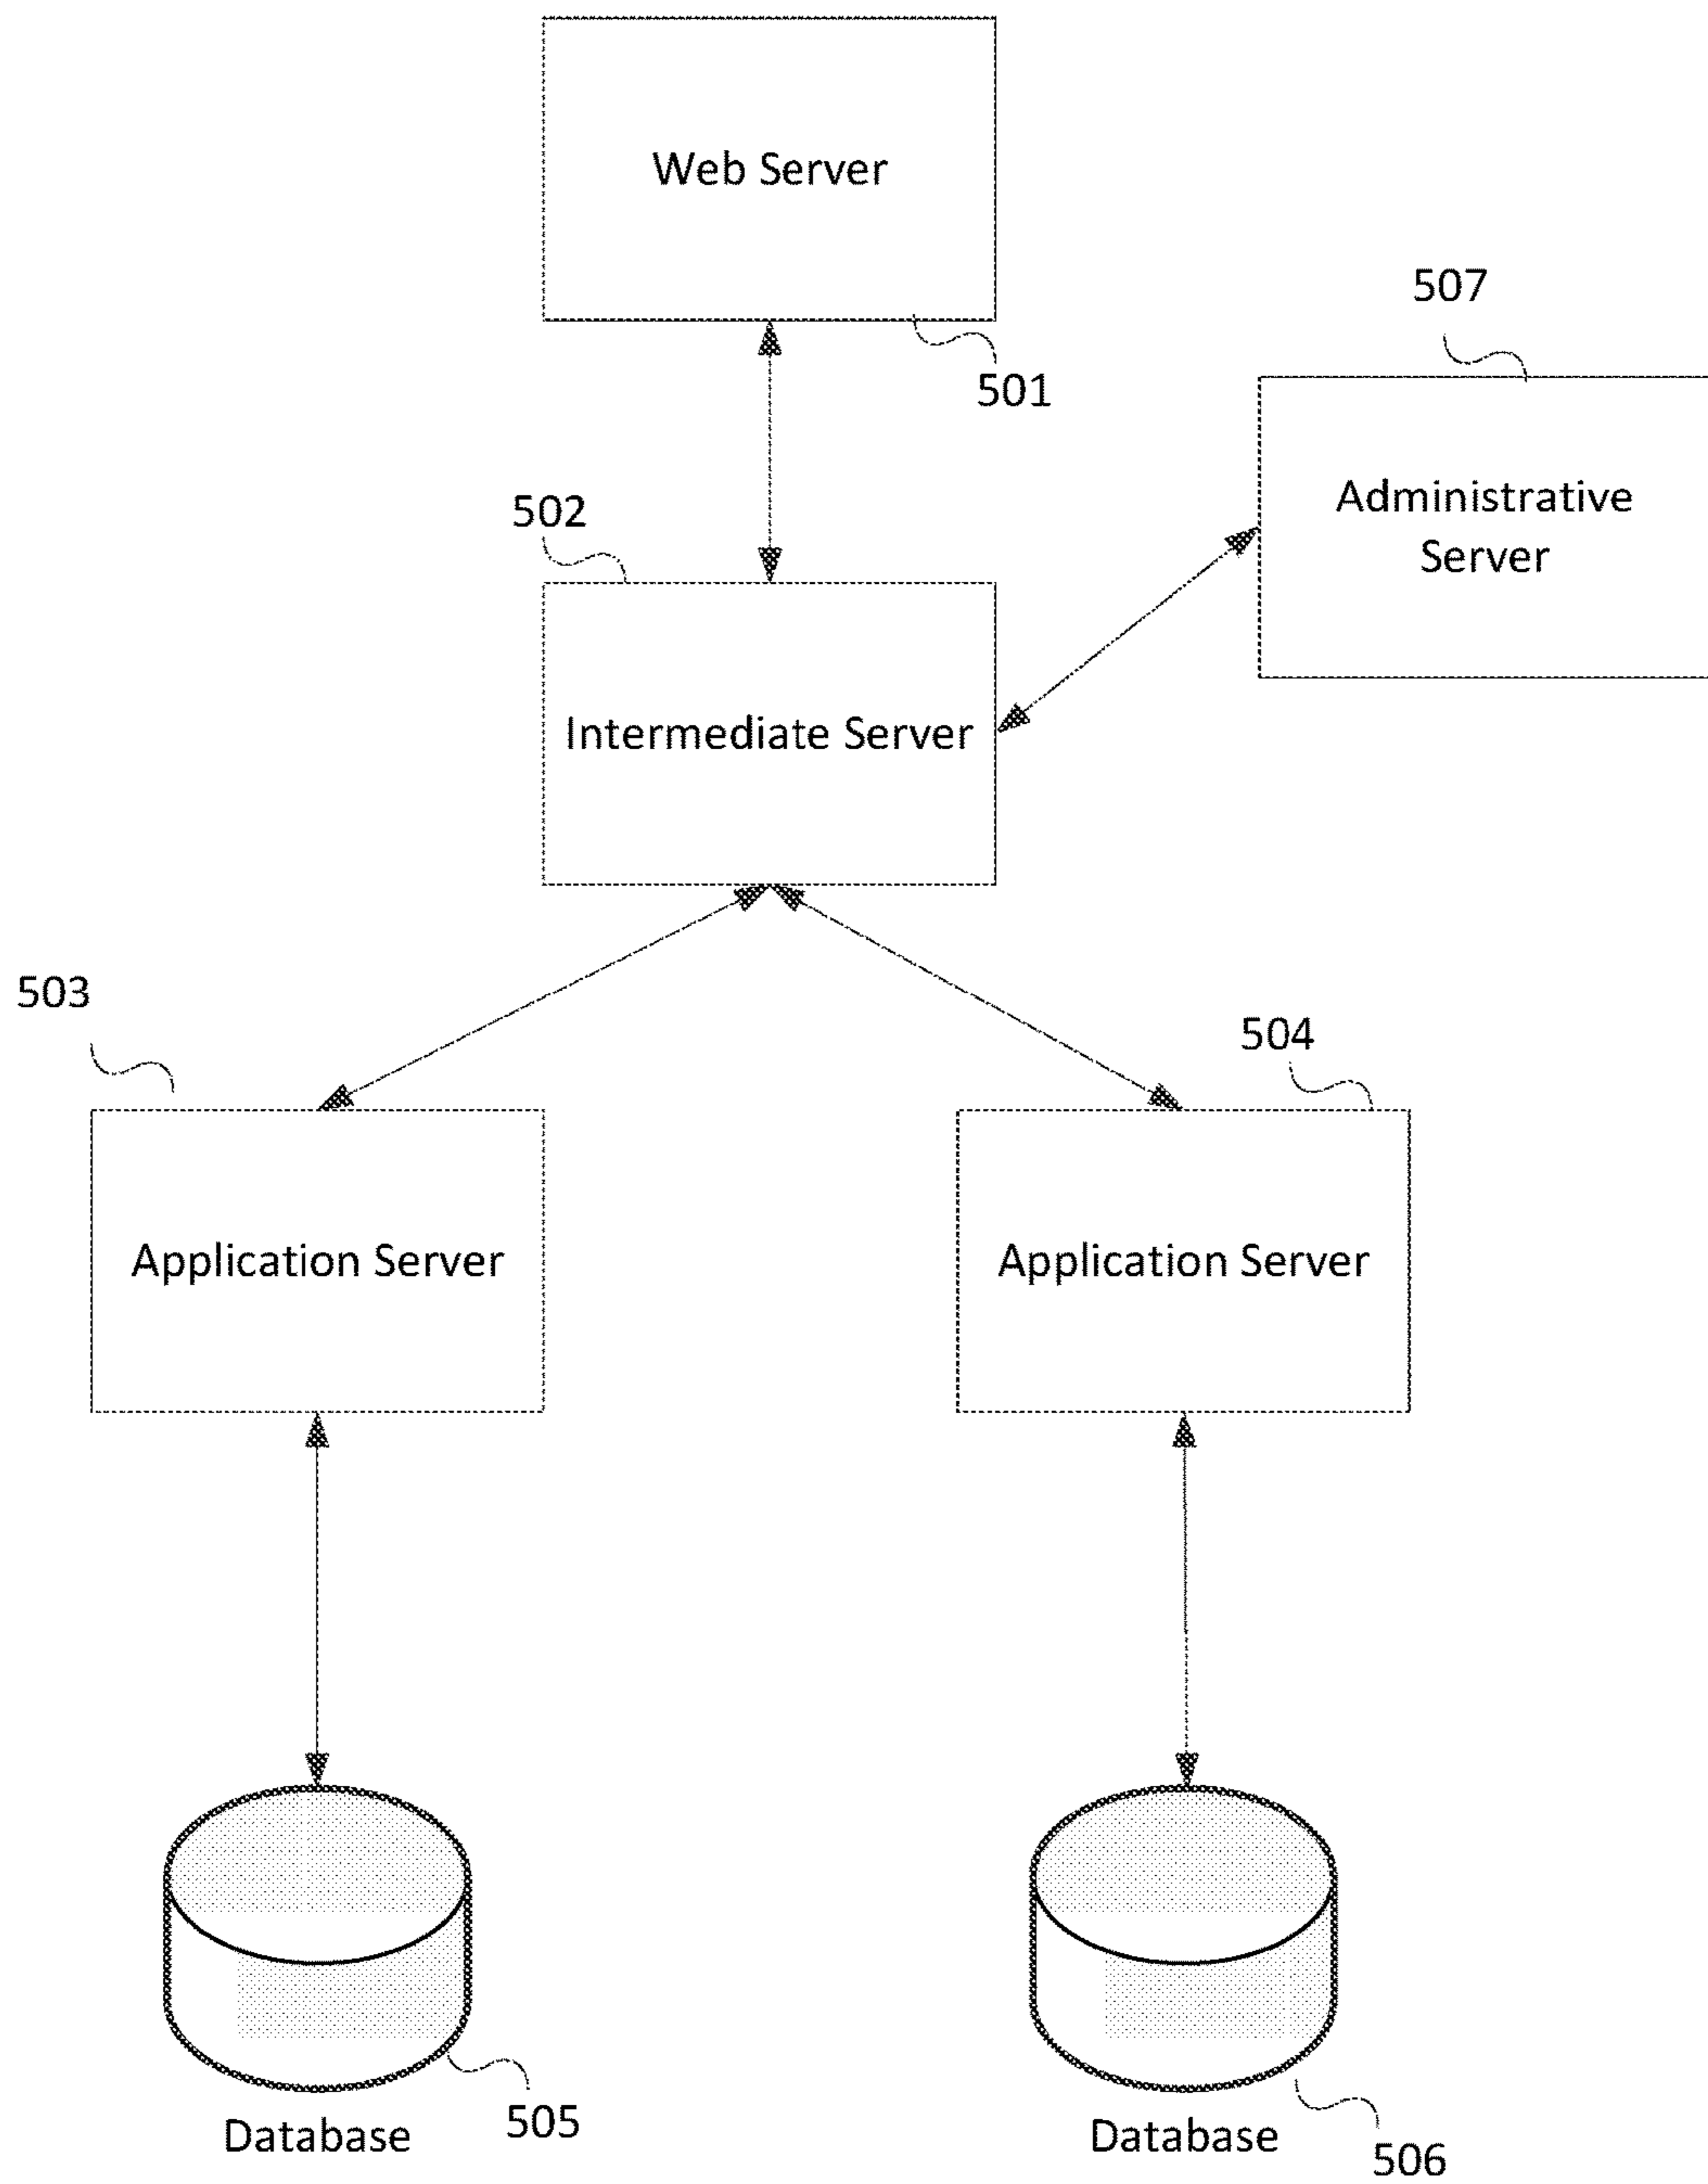 Web Server
501
507
Administrative
Server
502
Intermediate Server
503
504
Application Server
Application Server
Database
505
Database
506